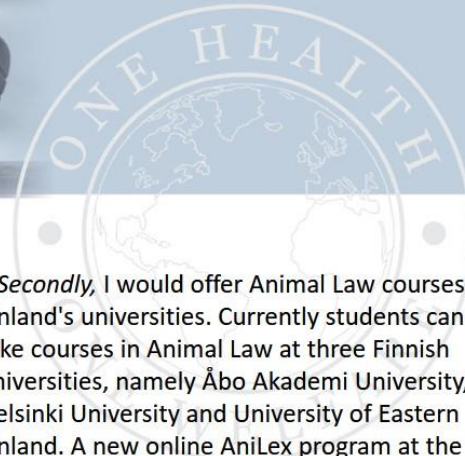 ONE HEALTH
Secondly, I would offer Animal Law courses
nland's universities. Currently students can
ke courses in Animal Law at three Finnish
niversities, namely Åbo Akademi University,
elsinki University and University of Eastern
nland. A new online AniLex program at the